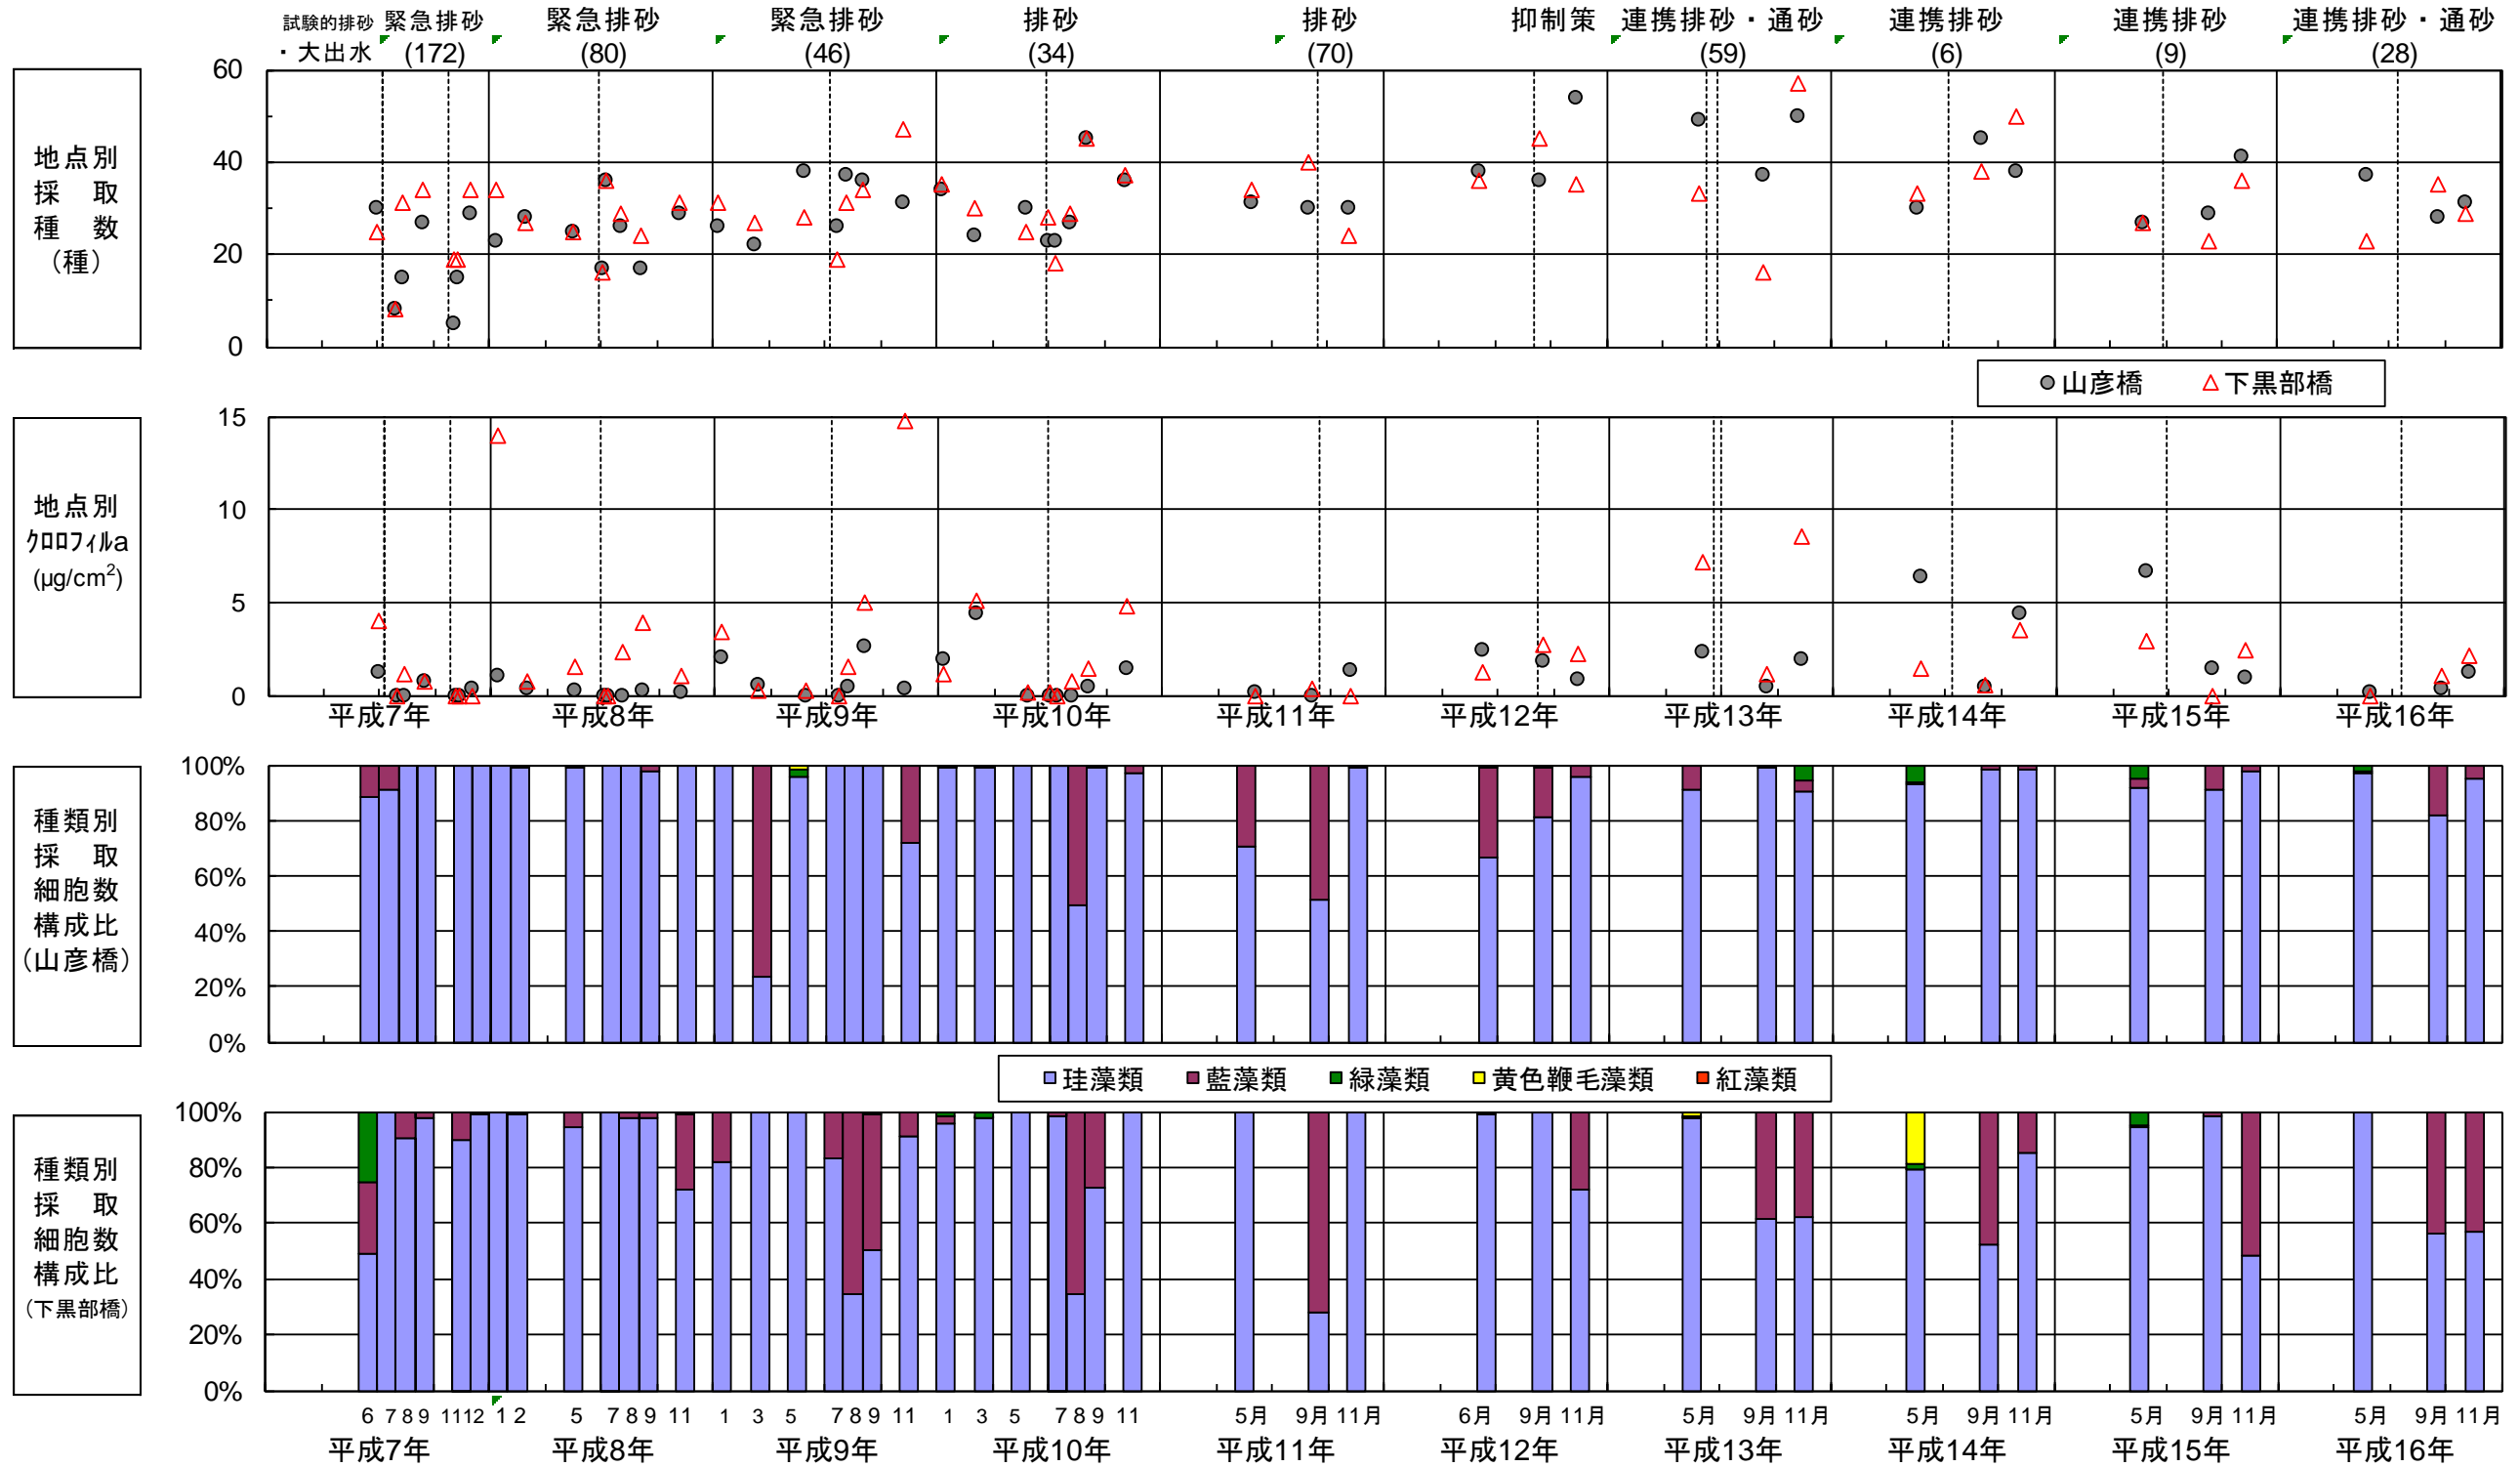 試験的排砂 緊急排砂 緊急排砂 緊急排砂 排砂 排砂 抑制策 連携排砂・通砂 連携排砂 連携排砂 連携排砂・通砂
・大出水 (172) (80) (46) (34) (70) (59) (6) (9) (28)
地点別
採 取
種 数
(種)
60
40
20
0
山彦橋 下黒部橋
地点別
クロロフィルa
(μg/cm²)
15
10
5
0
平成7年 平成8年 平成9年 平成10年 平成11年 平成12年 平成13年 平成14年 平成15年 平成16年
種類別
採 取
細胞数
構成比
(山彦橋)
100%
80%
60%
40%
20%
0%
珪藻類 藍藻類 緑藻類 黄色鞭毛藻類 紅藻類
種類別
採 取
細胞数
構成比
(下黒部橋)
100%
80%
60%
40%
20%
0%
6 7 8 9 11 12 1 2 5 7 8 9 11 1 3 5 7 8 9 11 1 3 5 7 8 9 11 5月 9月 11月 6月 9月 11月 5月 9月 11月 5月 9月 11月 5月 9月 11月 5月 9月 11月
平成7年 平成8年 平成9年 平成10年 平成11年 平成12年 平成13年 平成14年 平成15年 平成16年